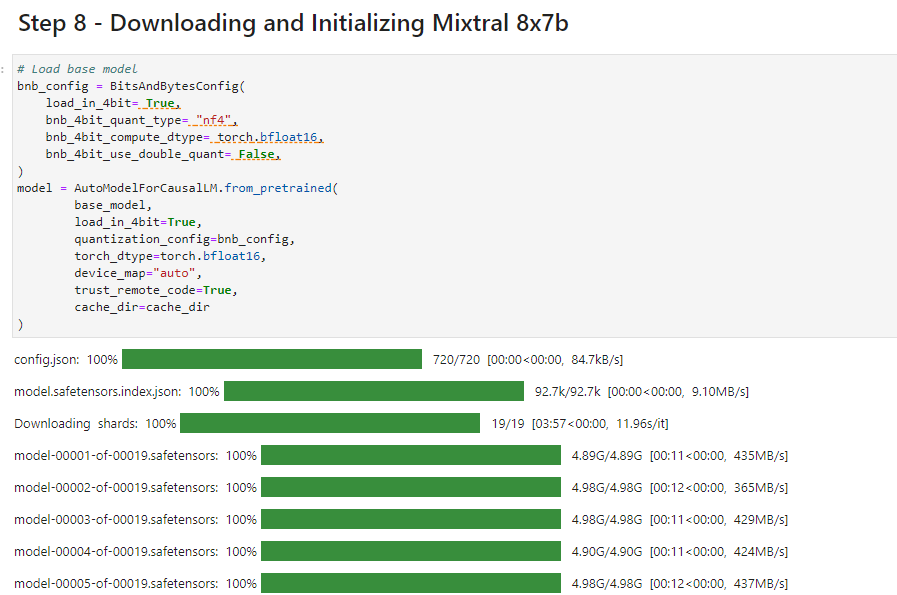 Step 8 - Downloading and Initializing Mixtral 8x7b
:
# Load base model
bnb_config = BitsAndBytesConfig(
    load_in_4bit= True,
    bnb_4bit_quant_type= "nf4",
    bnb_4bit_compute_dtype= torch.bfloat16,
    bnb_4bit_use_double_quant= False,
)
model = AutoModelForCausalLM.from_pretrained(
        base_model,
        load_in_4bit=True,
        quantization_config=bnb_config,
        torch_dtype=torch.bfloat16,
        device_map="auto",
        trust_remote_code=True,
        cache_dir=cache_dir
)
config.json: 100% 720/720 [00:00<00:00, 84.7kB/s]
model.safetensors.index.json: 100% 92.7k/92.7k [00:00<00:00, 9.10MB/s]
Downloading shards: 100% 19/19 [03:57<00:00, 11.96s/it]
model-00001-of-00019.safetensors: 100% 4.89G/4.89G [00:11<00:00, 435MB/s]
model-00002-of-00019.safetensors: 100% 4.98G/4.98G [00:12<00:00, 365MB/s]
model-00003-of-00019.safetensors: 100% 4.98G/4.98G [00:11<00:00, 429MB/s]
model-00004-of-00019.safetensors: 100% 4.90G/4.90G [00:11<00:00, 424MB/s]
model-00005-of-00019.safetensors: 100% 4.98G/4.98G [00:12<00:00, 437MB/s]